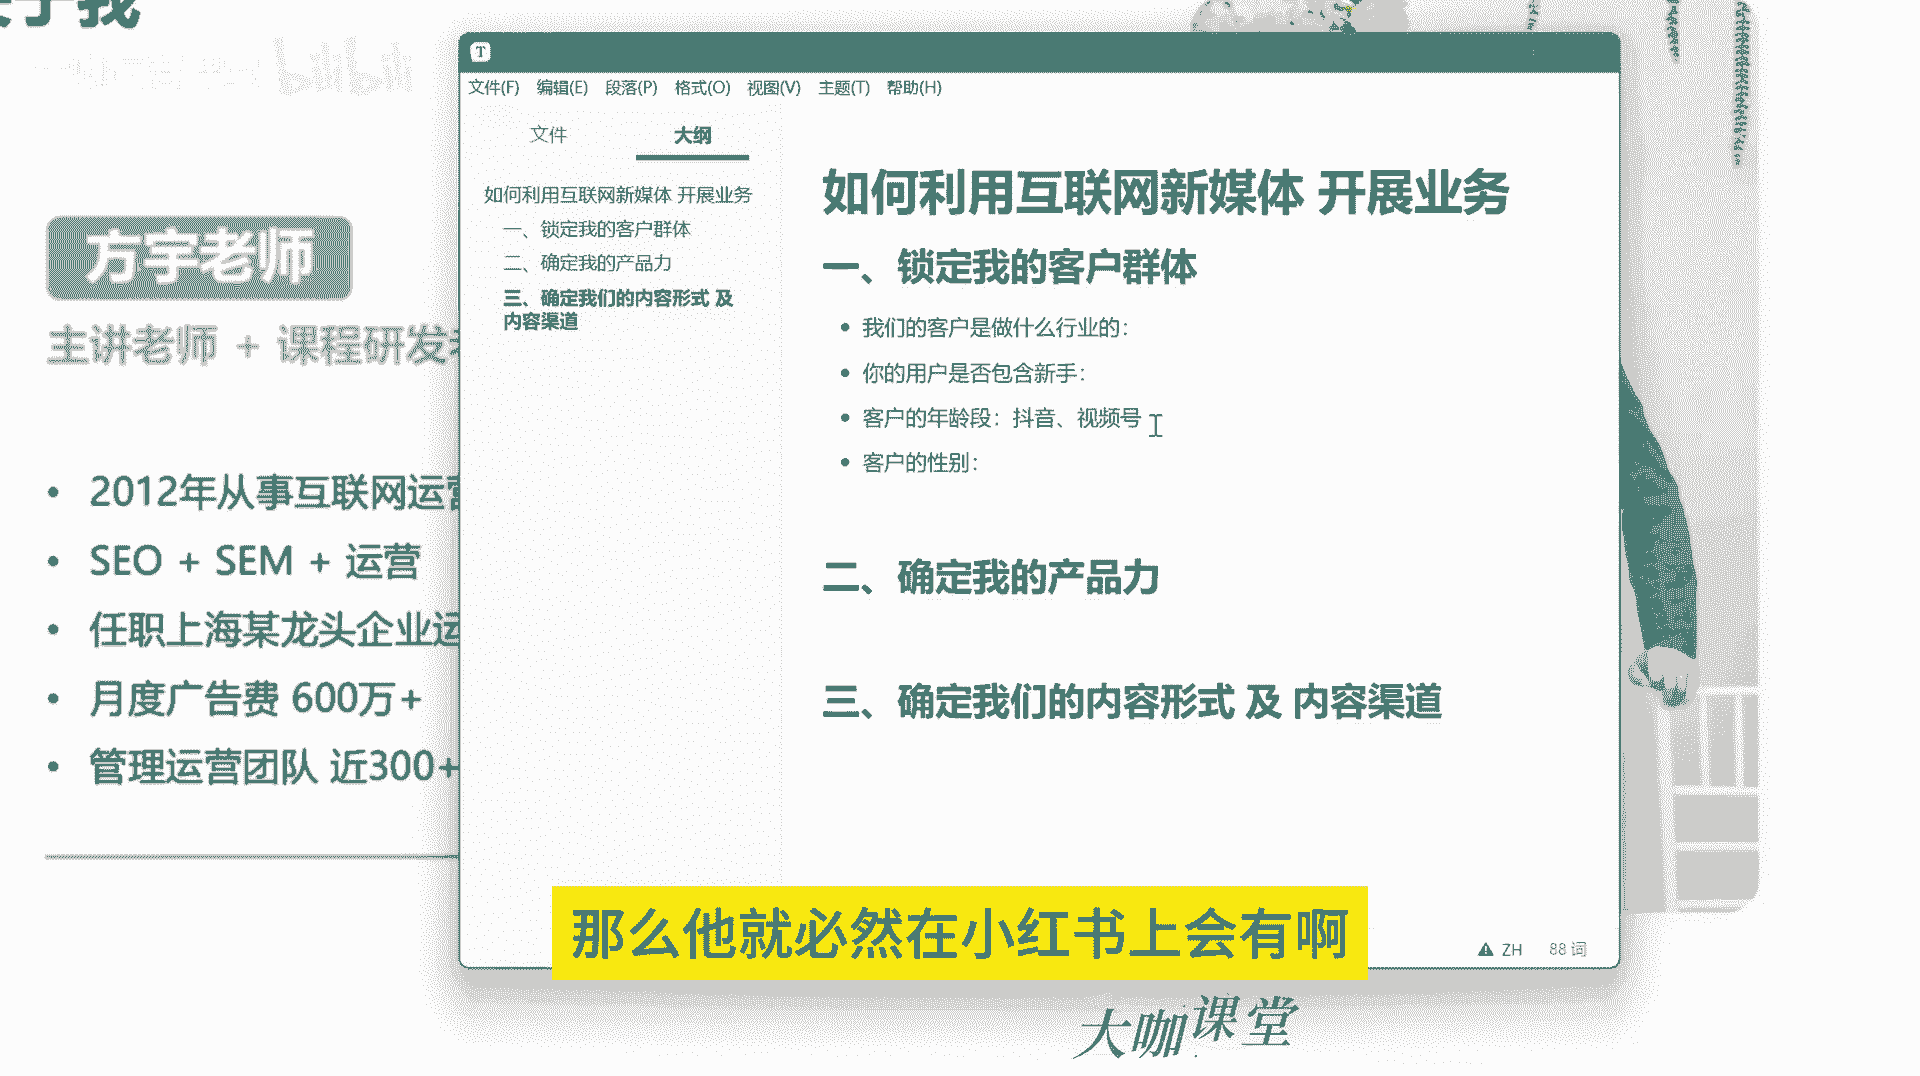 bilibili
方宇老师
主讲老师 + 课程研发
2012年从事互联网运营
SEO + SEM + 运营
任职上海某龙头企业运
月度广告费 600万+
管理运营团队 近300+
T
文件(F) 编辑(E) 段落(P) 格式(O) 视图(V) 主题(T) 帮助(H)
文件 大纲
如何利用互联网新媒体 开展业务
一、锁定我的客户群体
二、确定我的产品力
三、确定我们的内容形式 及
内容渠道
如何利用互联网新媒体 开展业务
一、锁定我的客户群体
我们的客户是做什么行业的:
你的用户是否包含新手:
客户的年龄段: 抖音、视频号
客户的性别:
二、确定我的产品力
三、确定我们的内容形式 及 内容渠道
ZH 88 词
那么他就必然在小红书上会有啊
大咖课堂